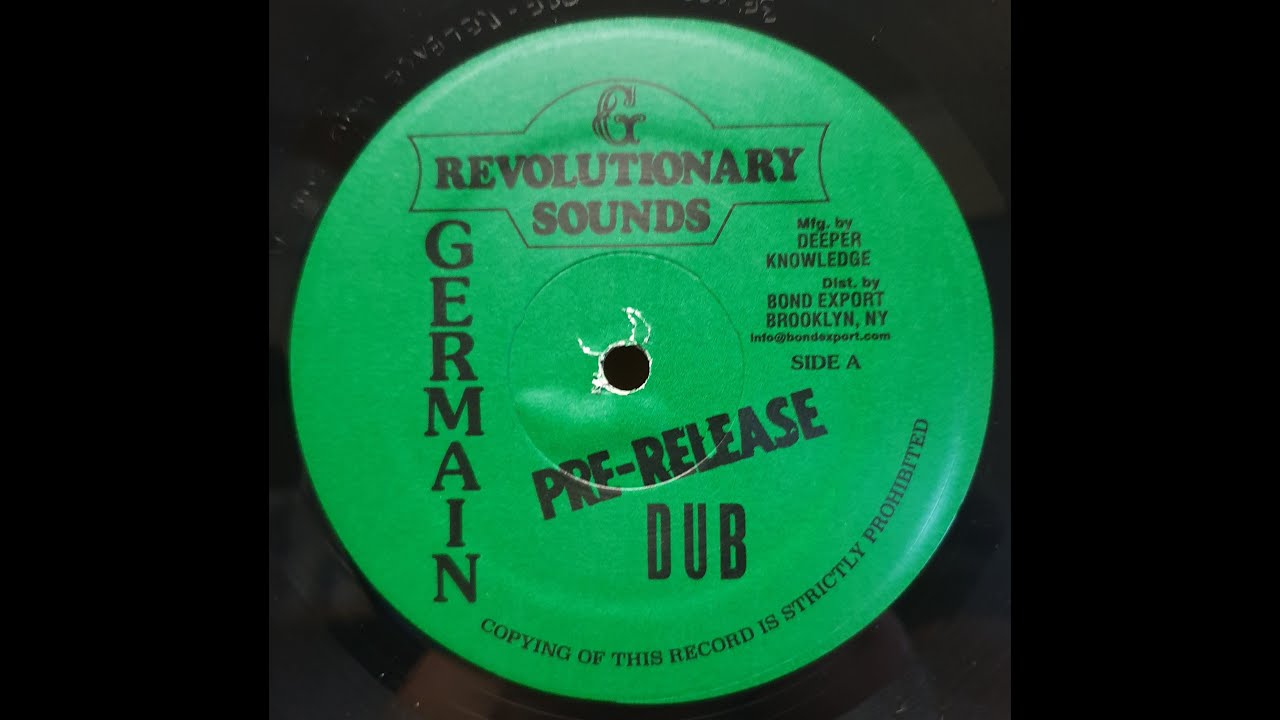 G
REVOLUTIONARY
SOUNDS
GERMAIN
Mfg. by
DEEPER
KNOWLEDGE
Dist. by
BOND EXPORT
BROOKLYN, NY
info@bondexport.com
SIDE A
PRE-RELEASE
DUB
COPYING OF THIS RECORD IS STRICTLY PROHIBITED